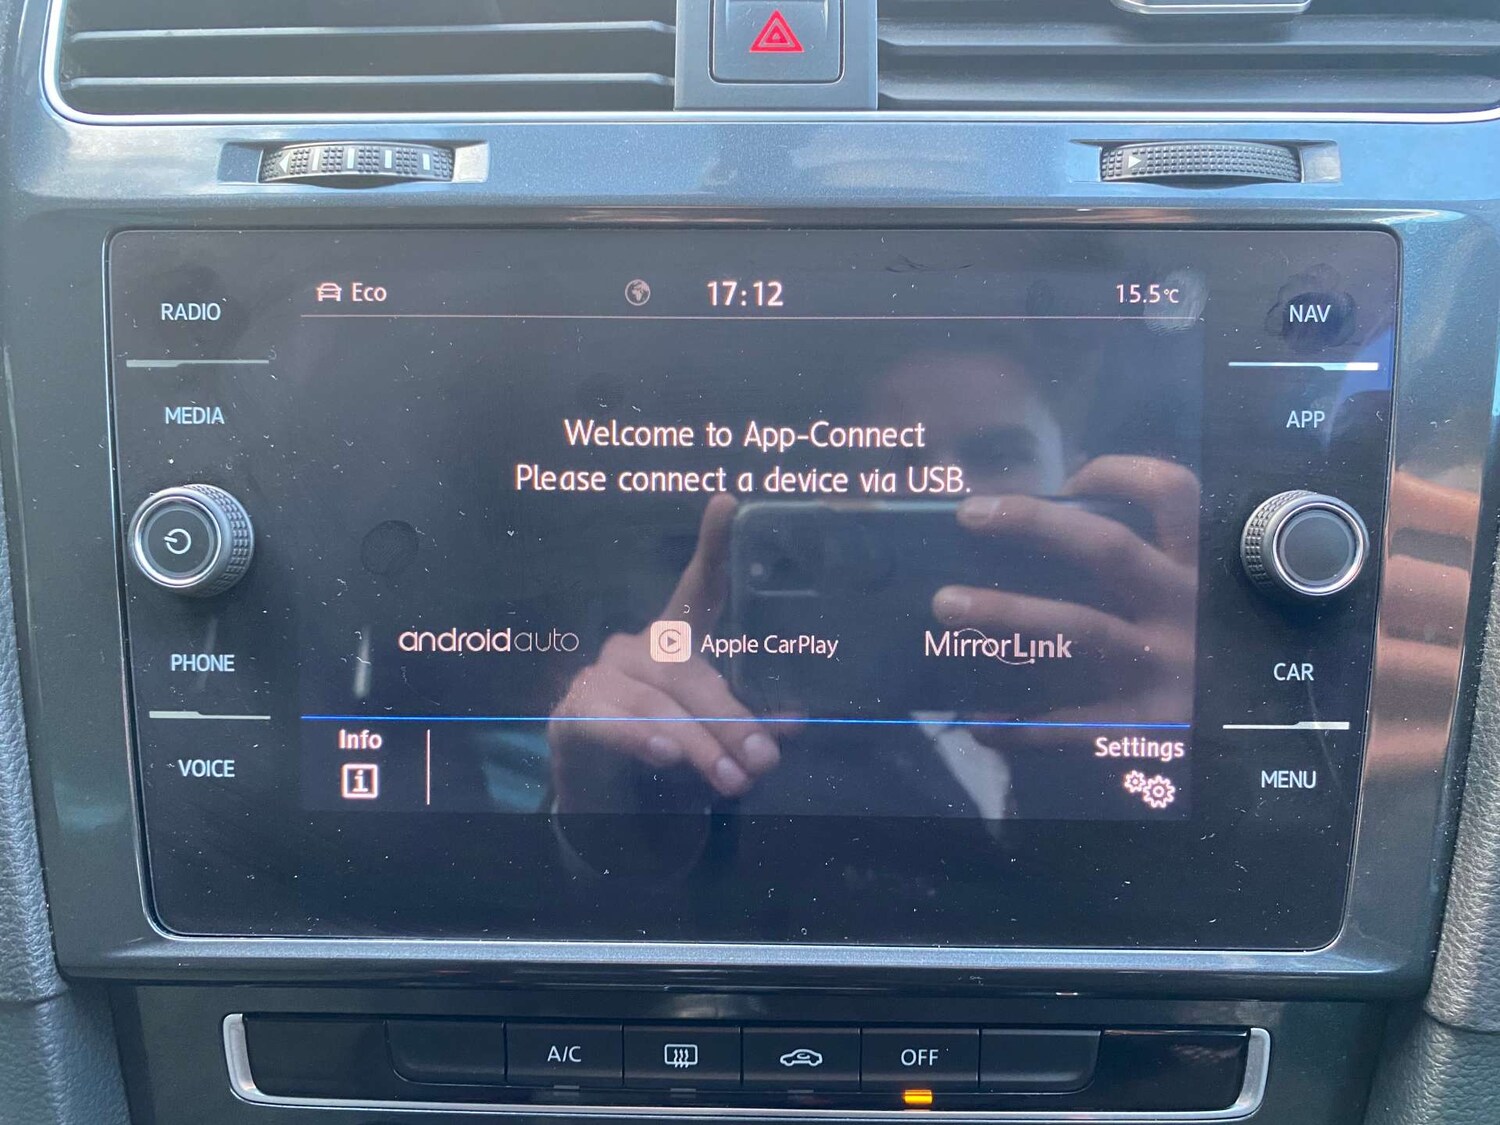 RADIO
MEDIA
PHONE
VOICE
Eco
17:12
15.5°C
Welcome to App-Connect
Please connect a device via USB.
androidauto
Apple CarPlay
MirrorLink
Info
i
Settings
NAV
APP
CAR
MENU
A/C
OFF